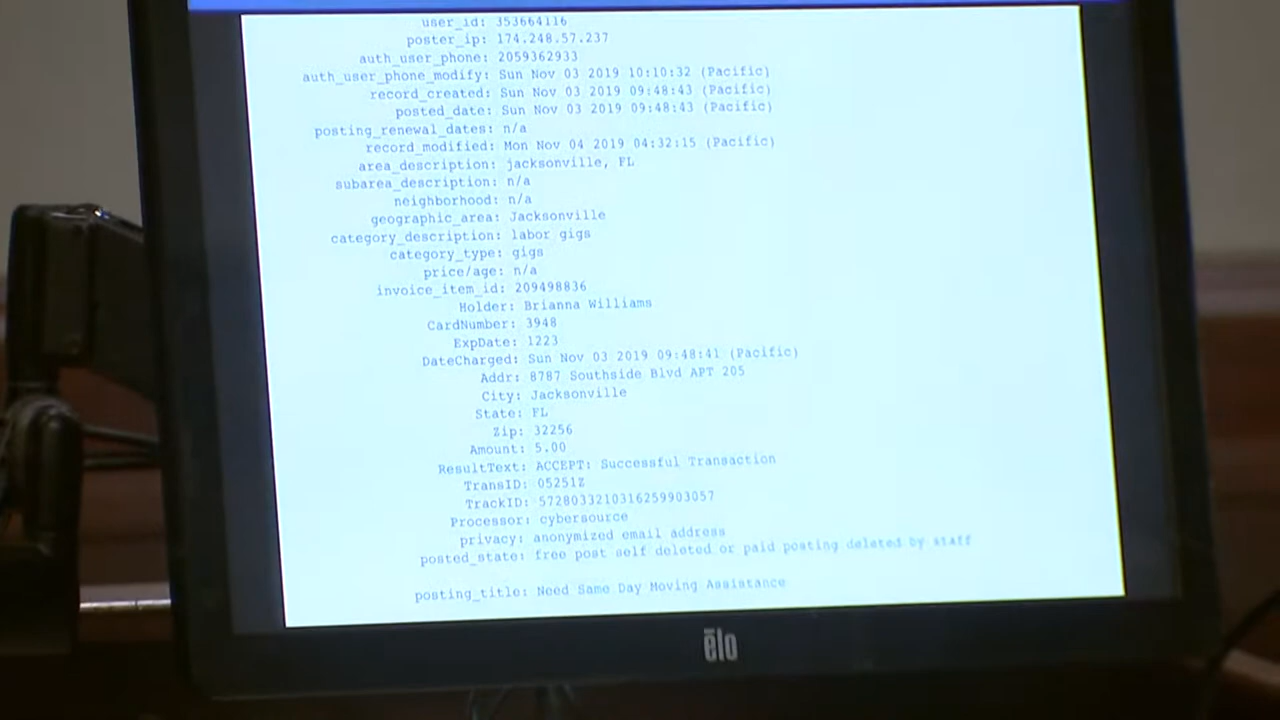 user_id: 353664116
poster_ip: 174.248.57.237
auth_user_phone: 2059362933
auth_user_phone_modify: Sun Nov 03 2019 10:10:32 (Pacific)
record_created: Sun Nov 03 2019 09:48:43 (Pacific)
posted_date: Sun Nov 03 2019 09:48:43 (Pacific)
posting_renewal_dates: n/a
record_modified: Mon Nov 04 2019 04:32:15 (Pacific)
area_description: jacksonville, FL
subarea_description: n/a
neighborhood: n/a
geographic_area: Jacksonville
category_description: labor gigs
category_type: gigs
price/age: n/a
invoice_item_id: 209498836
Holder: Brianna Williams
CardNumber: 3948
ExpDate: 1223
DateCharged: Sun Nov 03 2019 09:48:41 (Pacific)
Addr: 8787 Southside Blvd APT 205
City: Jacksonville
State: FL
Zip: 32256
Amount: 5.00
ResultText: ACCEPT: Successful Transaction
TransID: 05251Z
TrackID: 5728033210316259903057
Processor: cybersource
privacy: anonymized email address
posted_state: free post self deleted or paid posting deleted by staff
posting_title: Need Same Day Moving Assistance
ēlo